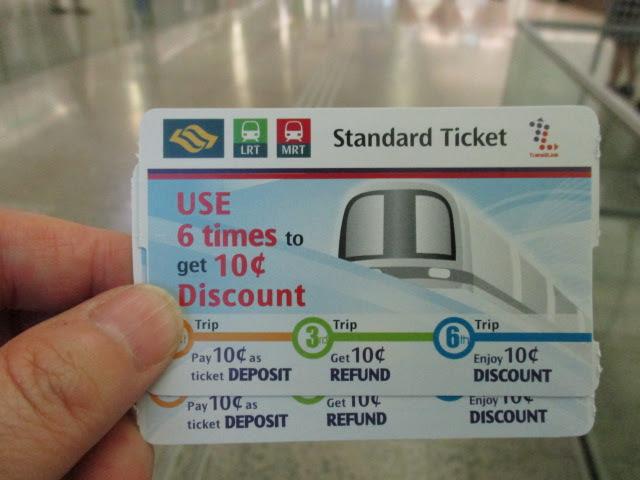 LRT MRT Standard Ticket TransitLink
USE
6 times to
get 10¢
Discount
Trip 3rd Trip 6th Trip
Pay 10¢ as Get 10¢ Enjoy 10¢
ticket DEPOSIT REFUND DISCOUNT
Pay 10¢ as Get 10¢ Enjoy 10¢
ticket DEPOSIT REFUND DISCOUNT